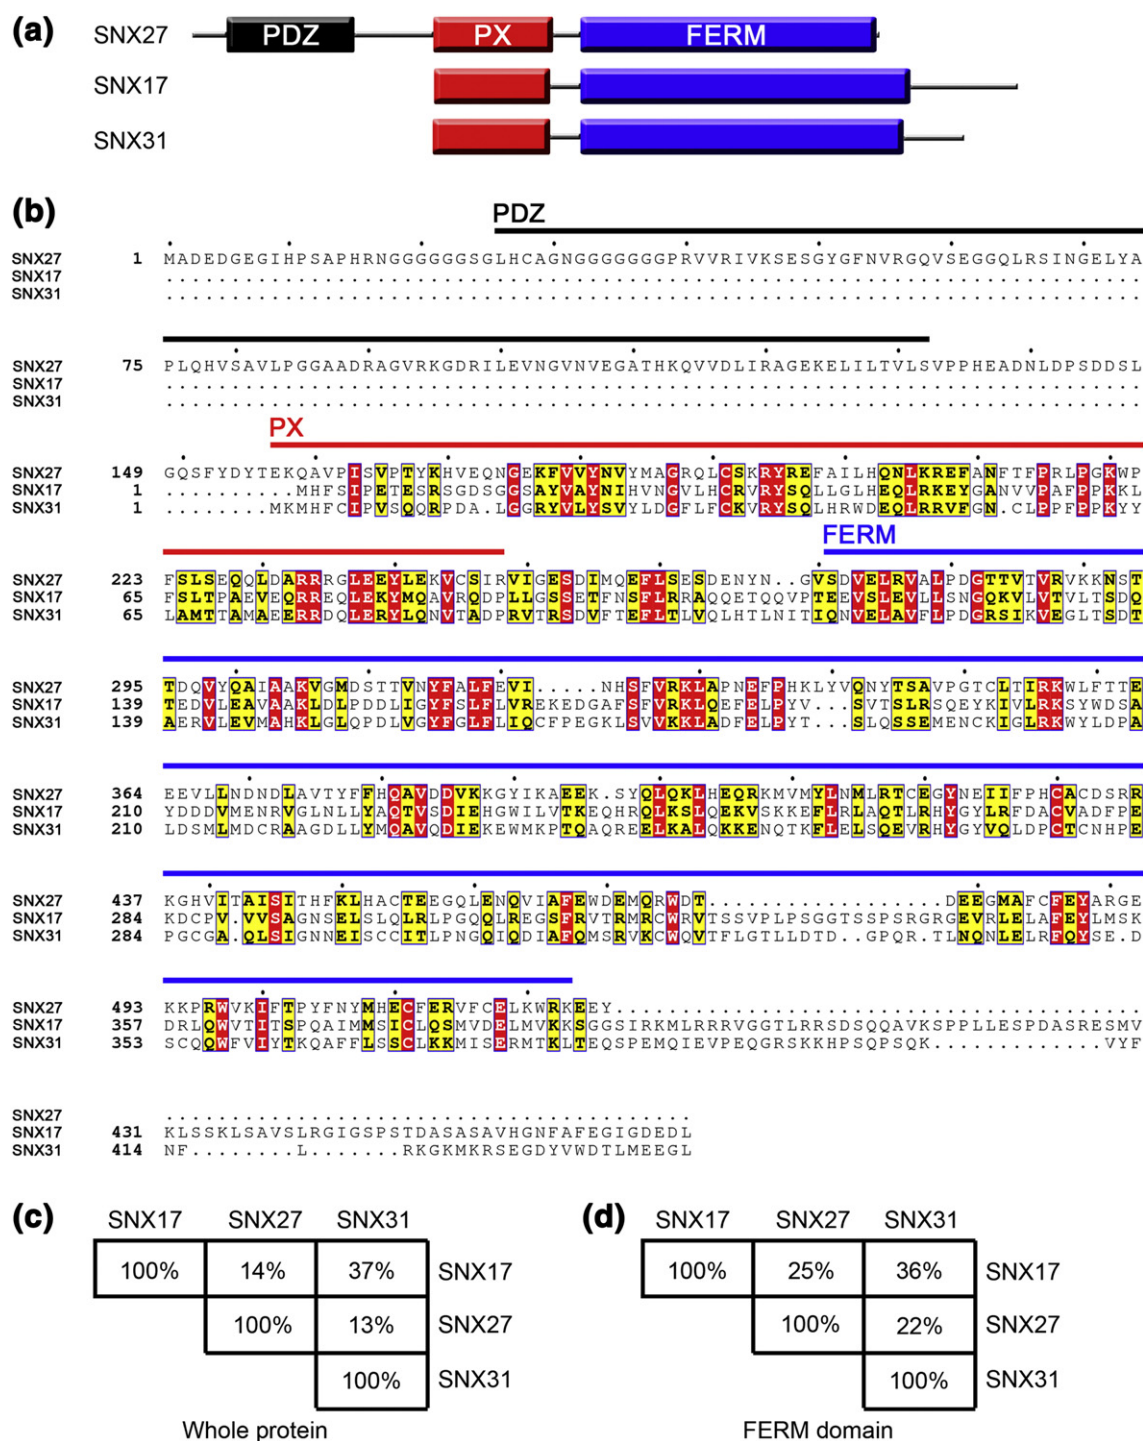 (a)
SNX27 PDZ PX FERM
SNX17
SNX31
(b)
PDZ
SNX27 1 MADEDGEGIHPSAPHRNGGGGGGSGLHCAGNGGGGGGGPRVVRIVKSESGYGFNVRGQVSEGGQLRSINGELYA
SNX17 ..........................................................................
SNX31 ..........................................................................
SNX27 75 PLQHVSAVLPGGAADRAGVRKGDRILEVNGVNVEGATHKQVVDLIRAGEKELILTVLSVPPHEADNLDPSDDSL
SNX17 ..........................................................................
SNX31 ..........................................................................
PX
SNX27 149 GQSFYDYTEKQAVPISVPTYKHVEQNGEKFVVYNVYMAGRQLCSKRYREFAILHQNLKREFANFTFPRLPGKWP
SNX17 1 ..........MHFSIPETESRSGDSGGSAYVAYNIHVNGVLHCRVRYSQLLGLHEQLRKEYGANVVPAFPPKKL
SNX31 1 ........MKMHFCIPVSQQRPDA.LGGRYVLYSVYLDGFLFCKVRYSQLHRWDEQLRRVFGN.CLPPFPPKYY
FERM
SNX27 223 FSLSEQQLDARRRGLEEYLEKVCSIRVIGESDIMQEFLSESDENYN..GVSDVELRVALPDGTTVTVRVKKNST
SNX17 65 FSLTPAEVEQRREQLEKYMQAVRQDPLLGSSETFNSFLRRAQQETQQVPTEEVSLEVLLSNGQKVLVTVLTSDQ
SNX31 65 LAMTTAMAEERRDQLERYLQNVTADPRVTRSDVFTEFLTLVQLHTLNITIQNVELAVFLPDGRSIKVEGLTSDT
SNX27 295 TDQVYQAIAAKVGMDSTTVNYFALFEVI.....NHSFVRKLAPNEFPHKLYVQNYTSAVPGTCLTIRKWLFTTE
SNX17 139 TEDVLEAVAAKLDLPDDLIGYFSLFLVREKEDGAFSFVRKLQEFELPYV...SVTSLRSQEYKIVLRKSYWDSA
SNX31 139 AERVLEVMAHKLGLQPDLVGYFGLFLIQCFPEGKLSVVKKLADFELPYT...SLQSSEMENCKIGLRKWYLDPA
SNX27 364 EEVLLNDNDLAVTYFFHQAVDDVKKGYIKAEEK.SYQLQKLHEQRKMVMYLNMLRTCEGYNEIIFPHCACDSRR
SNX17 210 YDDDVMENRVGLNLLYAQTVSDIEHGWILVTKEQHRQLKSLQEKVSKKEFLRLAQTLRHYGYLRFDACVADFPE
SNX31 210 LDSMLMDCRAAGDLLYMQAVQDIEKEWMKPTQAQREELKALQKKENQTKFLELSQEVRHYGYVQLDPCTCNHPE
SNX27 437 KGHVITAISITHFKLHACTEEGQLENQVIAFEWDEMQRWDT...................DEEGMAFCFEYARGE
SNX17 284 KDCPV.VVSAGNSELSLQLRLPGQQLREGSFRVTRMRCWRVTSSVPLPSGGTSSPSRGRGEVRLELAFEYLMSK
SNX31 284 PGCGA.QLSIGNNEISCCITLPNGQIQDIAFQMSRVKCWQVTFLGTLLDTD..GPQR.TLNQNLELRFQYSE.D
SNX27 493 KKPRWVKIFTPYFNYMHECFERVFCELKWRKEEY........................................
SNX17 357 DRLQWVTITSPQAIMMSICLQSMVDELMVKKSGGSIRKMLRRRVGGTLRRSDSQQAVKSPPLLESPDASRESMV
SNX31 353 SCQQWFVIYTKQAFFLSSCLKKMISERMTKLTEQSPEMQIEVPEQGRSKKHPSQPSQK.............VYF
SNX27 ........................................
SNX17 431 KLSSKLSAVSLRGIGSPSTDASASAVHGNFAFEGIGDEDL
SNX31 414 NF........L.......RKGKMKRSEGDYVWDTLMEEGL
(c) SNX17 SNX27 SNX31
100% 14% 37% SNX17
100% 13% SNX27
100% SNX31
Whole protein
(d) SNX17 SNX27 SNX31
100% 25% 36% SNX17
100% 22% SNX27
100% SNX31
FERM domain